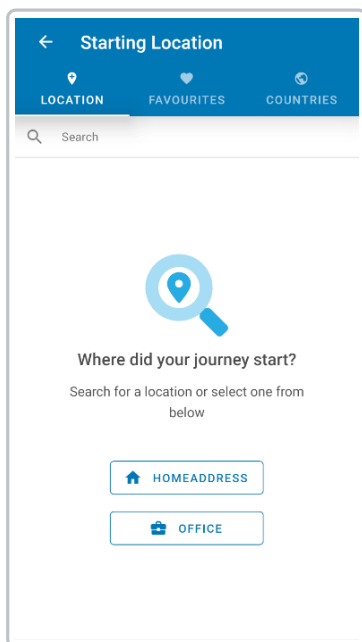 Starting Location
LOCATION FAVOURITES COUNTRIES
Search
Where did your journey start?
Search for a location or select one from
below
HOMEADDRESS
OFFICE